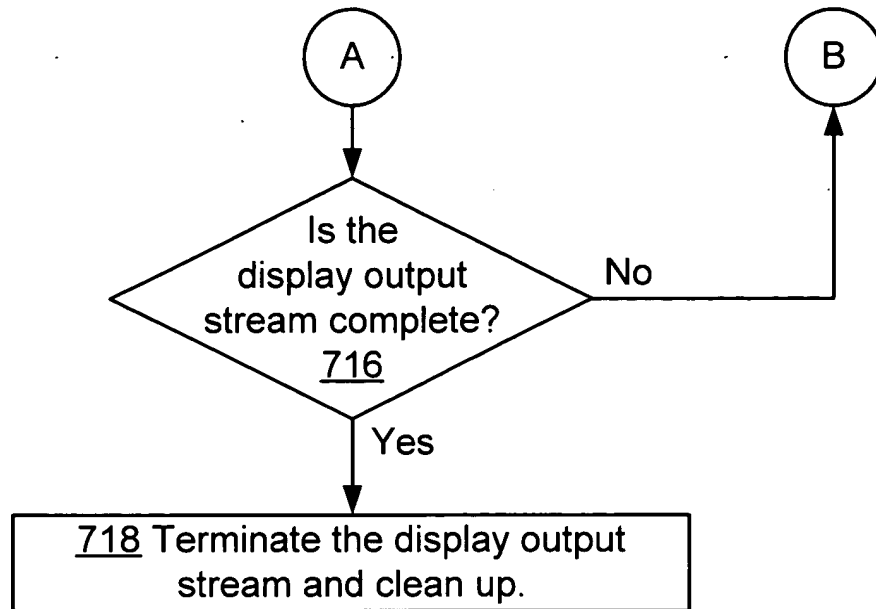 A
B
Is the
display output
stream complete?
716
No
Yes
718 Terminate the display output
stream and clean up.